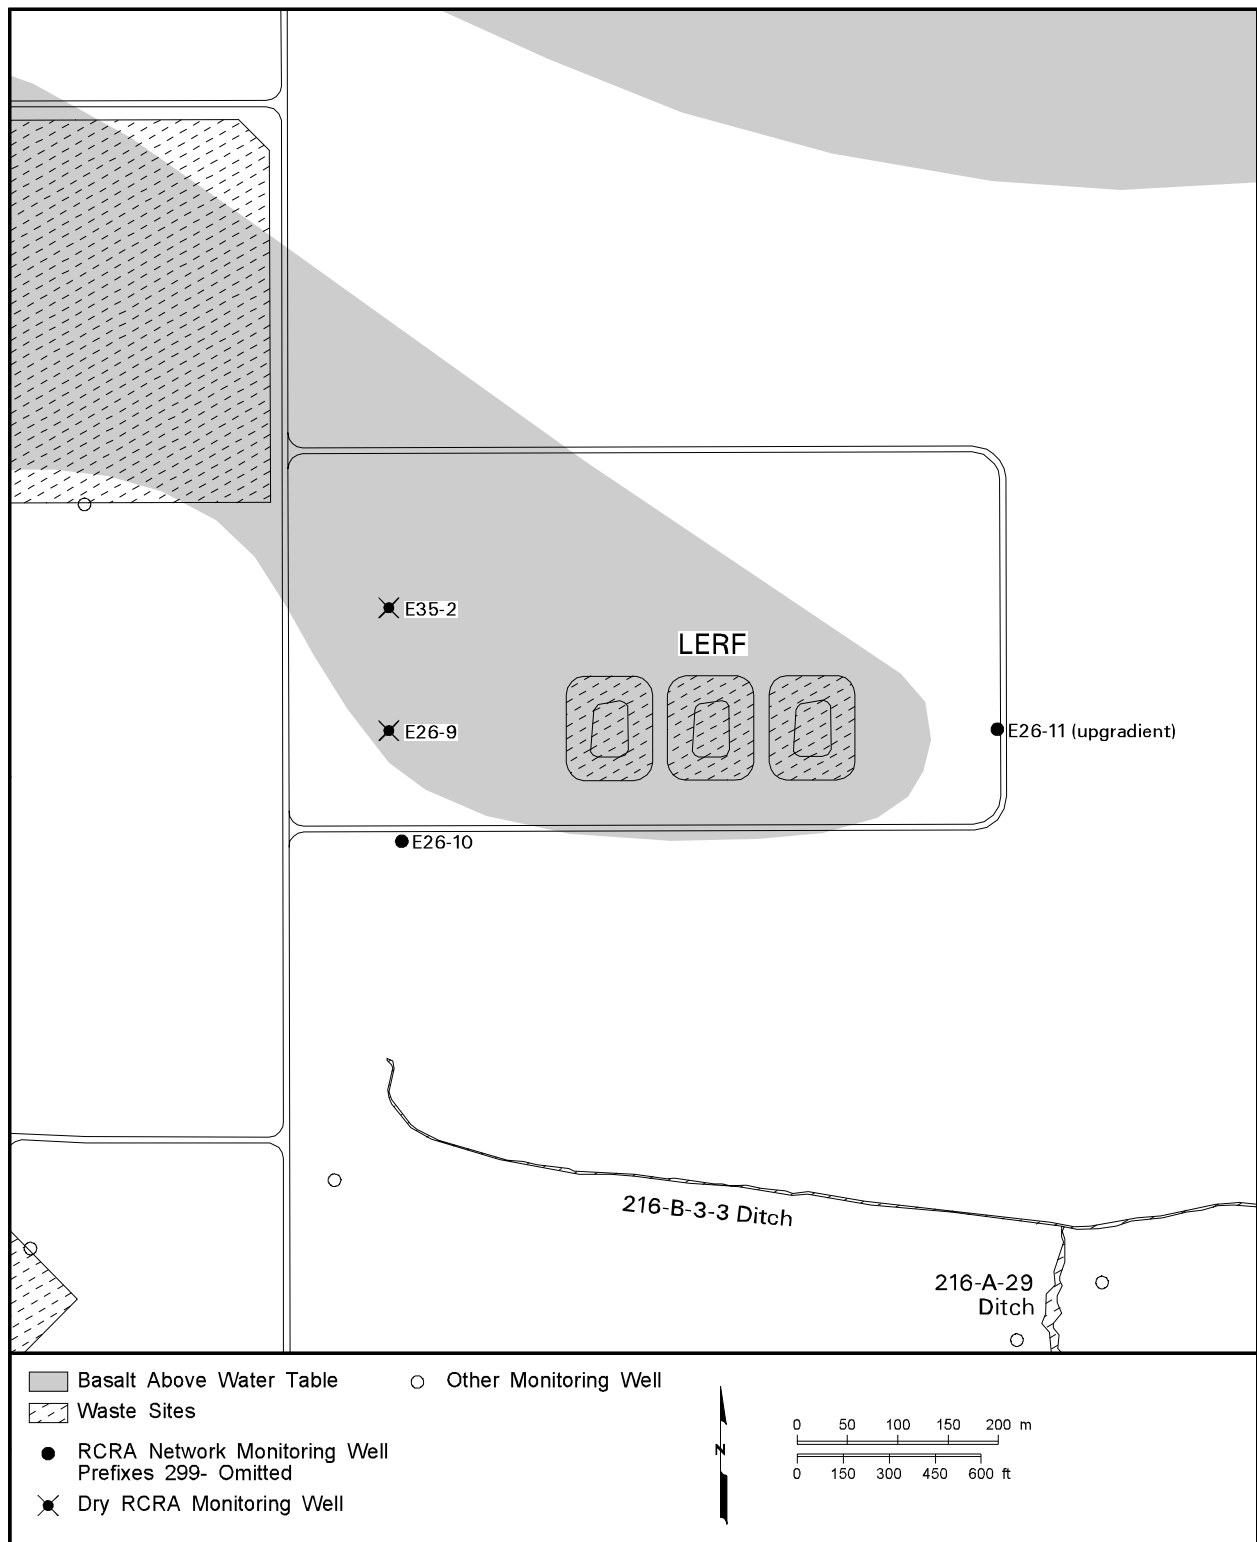 E35-2
LERF
E26-9
E26-11 (upgradient)
E26-10
216-B-3-3 Ditch
216-A-29
Ditch
Basalt Above Water Table
Other Monitoring Well
Waste Sites
RCRA Network Monitoring Well
Prefixes 299- Omitted
Dry RCRA Monitoring Well
N
0 50 100 150 200 m
0 150 300 450 600 ft